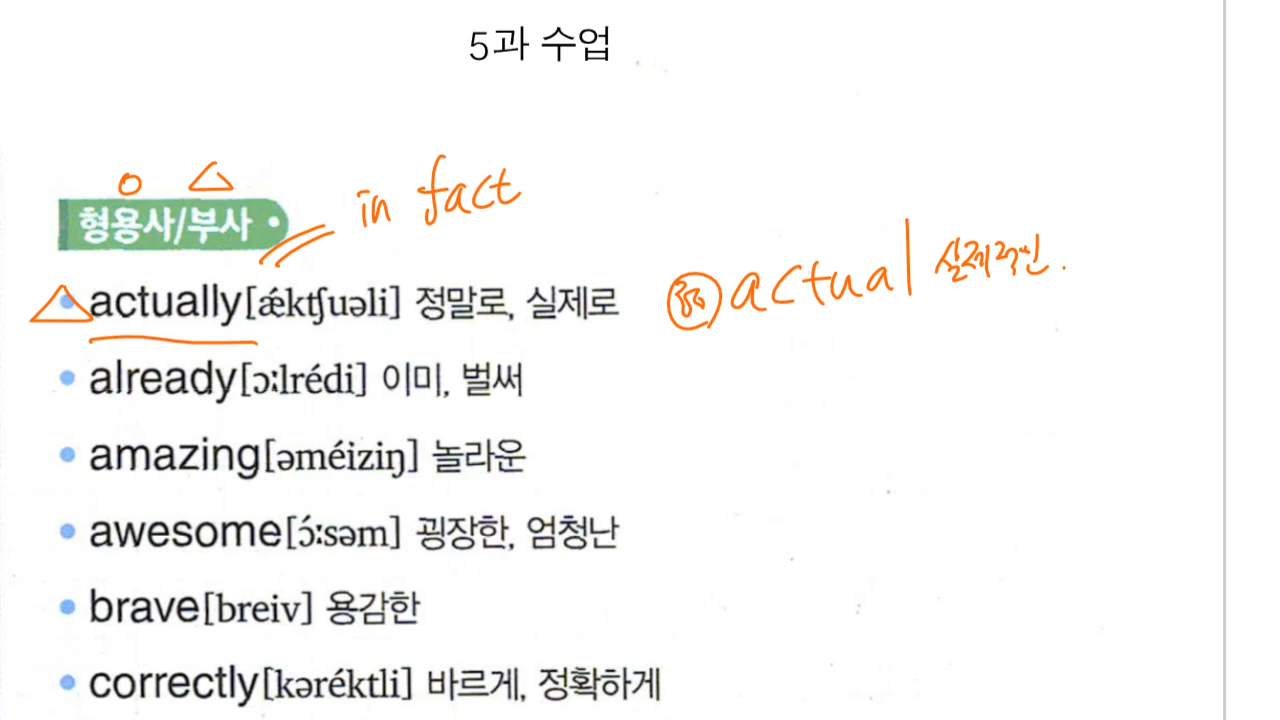 5과 수업
in fact
형용사/부사
actually[ǽktʃuəli] 정말로, 실제로
actual 실제적인.
already[ɔːlrédi] 이미, 벌써
amazing[əméiziŋ] 놀라운
awesome[ɔ́ːsəm] 굉장한, 엄청난
brave[breiv] 용감한
correctly[kəréktli] 바르게, 정확하게